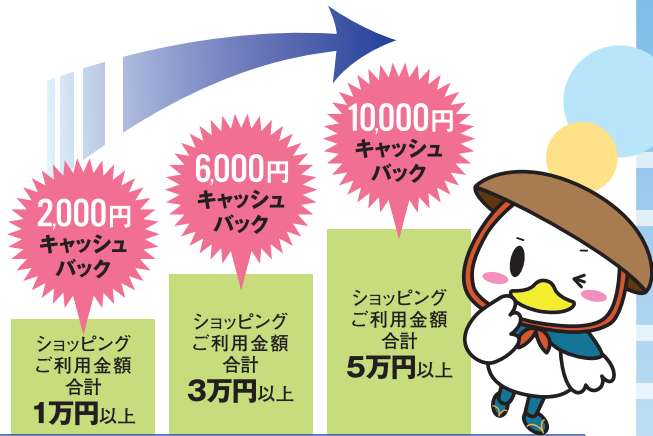 2,000円
キャッシュ
バック
ショッピング
ご利用金額
合計
1万円以上
6,000円
キャッシュ
バック
ショッピング
ご利用金額
合計
3万円以上
10,000円
キャッシュ
バック
ショッピング
ご利用金額
合計
5万円以上